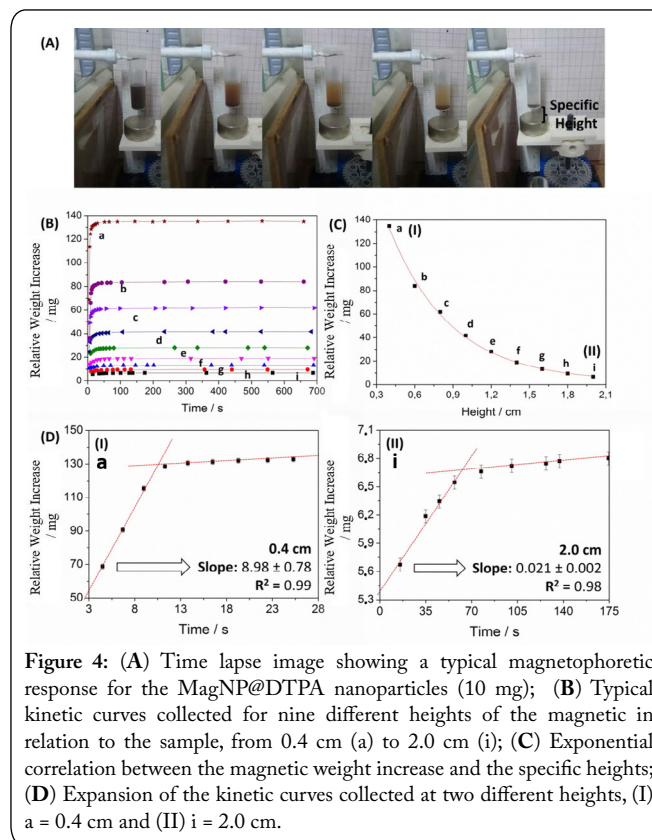 (A)
Specific
Height
(B)
Relative Weight Increase
/ mg
140
120
100
80
60
40
20
0
a
b
c
d
e
f
g
h
i
0 100 200 300 400 500 600 700
Time / s
(C)
Relative Weight Increase
/ mg
140
120
100
80
60
40
20
0
(I)
a
b
c
d
e
f
g
h
i
(II)
0,3 0,6 0,9 1,2 1,5 1,8 2,1
Height / cm
(D)
Relative Weight Increase
/ mg
150
130
110
90
70
50
(I)
a
0.4 cm
Slope: 8.98 ± 0.78
R² = 0.99
3 8 13 18 23 28
Time / s
Relative Weight Increase
/ mg
7,1
6,8
6,5
6,2
5,9
5,6
5,3
(II)
i
2.0 cm
Slope: 0.021 ± 0.002
R² = 0.98
0 35 70 105 140 175
Time / s
Figure 4: (A) Time lapse image showing a typical magnetophoretic
response for the MagNP@DTPA nanoparticles (10 mg); (B) Typical
kinetic curves collected for nine different heights of the magnetic in
relation to the sample, from 0.4 cm (a) to 2.0 cm (i); (C) Exponential
correlation between the magnetic weight increase and the specific heights;
(D) Expansion of the kinetic curves collected at two different heights, (I)
a = 0.4 cm and (II) i = 2.0 cm.